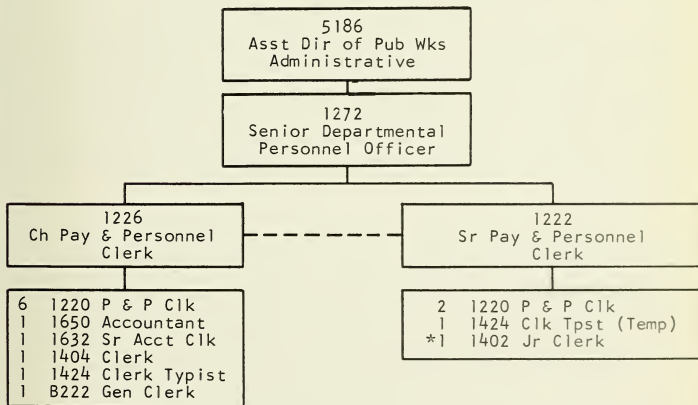 5186
Asst Dir of Pub Wks
Administrative
1272
Senior Departmental
Personnel Officer
1226
Ch Pay & Personnel
Clerk
1222
Sr Pay & Personnel
Clerk
6 1220 P & P Clk
1 1650 Accountant
1 1632 Sr Acct Clk
1 1404 Clerk
1 1424 Clerk Typist
1 B222 Gen Clerk
2 1220 P & P Clk
1 1424 Clk Tpst (Temp)
*1 1402 Jr Clerk